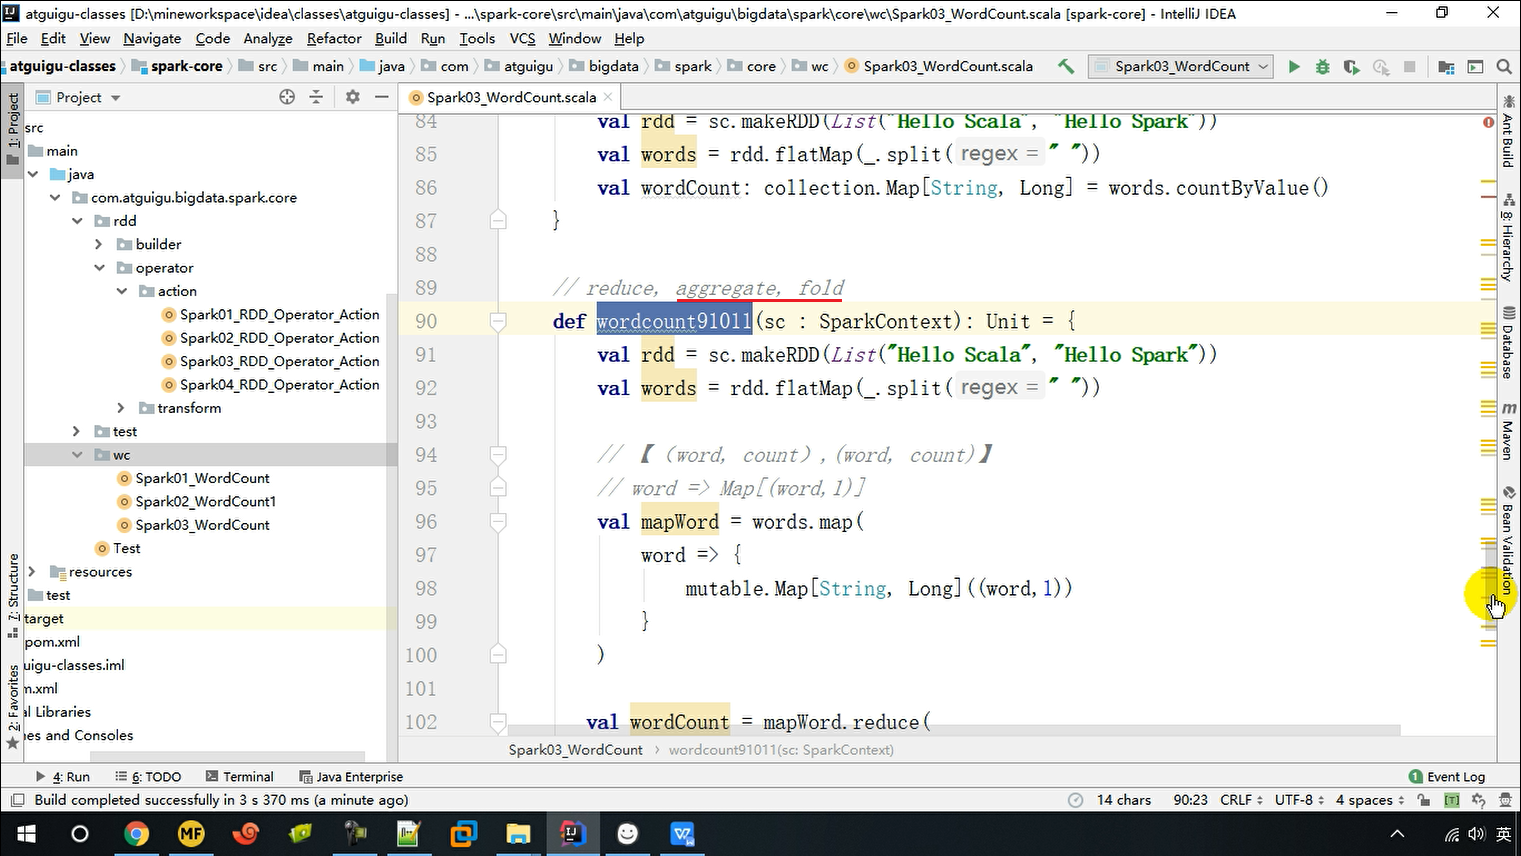 atguigu-classes [D:\mineworkspace\idea\classes\atguigu-classes] - ...\spark-core\src\main\java\com\atguigu\bigdata\spark\core\wc\Spark03_WordCount.scala [spark-core] - IntelliJ IDEA
File Edit View Navigate Code Analyze Refactor Build Run Tools VCS Window Help
atguigu-classes spark-core src main java com atguigu bigdata spark core wc Spark03_WordCount.scala Spark03_WordCount
Project
Spark03_WordCount.scala
1: Project
7: Structure
2: Favorites
src
main
java
com.atguigu.bigdata.spark.core
rdd
builder
operator
action
Spark01_RDD_Operator_Action
Spark02_RDD_Operator_Action
Spark03_RDD_Operator_Action
Spark04_RDD_Operator_Action
transform
test
wc
Spark01_WordCount
Spark02_WordCount1
Spark03_WordCount
Test
resources
test
target
pom.xml
uigu-classes.iml
m.xml
al Libraries
hes and Consoles
84 val rdd = sc.makeRDD(List("Hello Scala", "Hello Spark"))
85 val words = rdd.flatMap(_.split( regex = " "))
86 val wordCount: collection.Map[String, Long] = words.countByValue()
87 }
88
89 // reduce, aggregate, fold
90 def wordcount91011(sc : SparkContext): Unit = {
91 val rdd = sc.makeRDD(List("Hello Scala", "Hello Spark"))
92 val words = rdd.flatMap(_.split( regex = " "))
93
94 // 【（word, count）,(word, count)】
95 // word => Map[(word,1)]
96 val mapWord = words.map(
97 word => {
98 mutable.Map[String, Long]((word,1))
99 }
100 )
101
102 val wordCount = mapWord.reduce(
Spark03_WordCount › wordcount91011(sc: SparkContext)
Ant Build
8: Hierarchy
Database
m Maven
Bean Validation
4: Run 6: TODO Terminal Java Enterprise 1 Event Log
Build completed successfully in 3 s 370 ms (a minute ago) 14 chars 90:23 CRLF UTF-8 4 spaces [T]
MF IJ 英